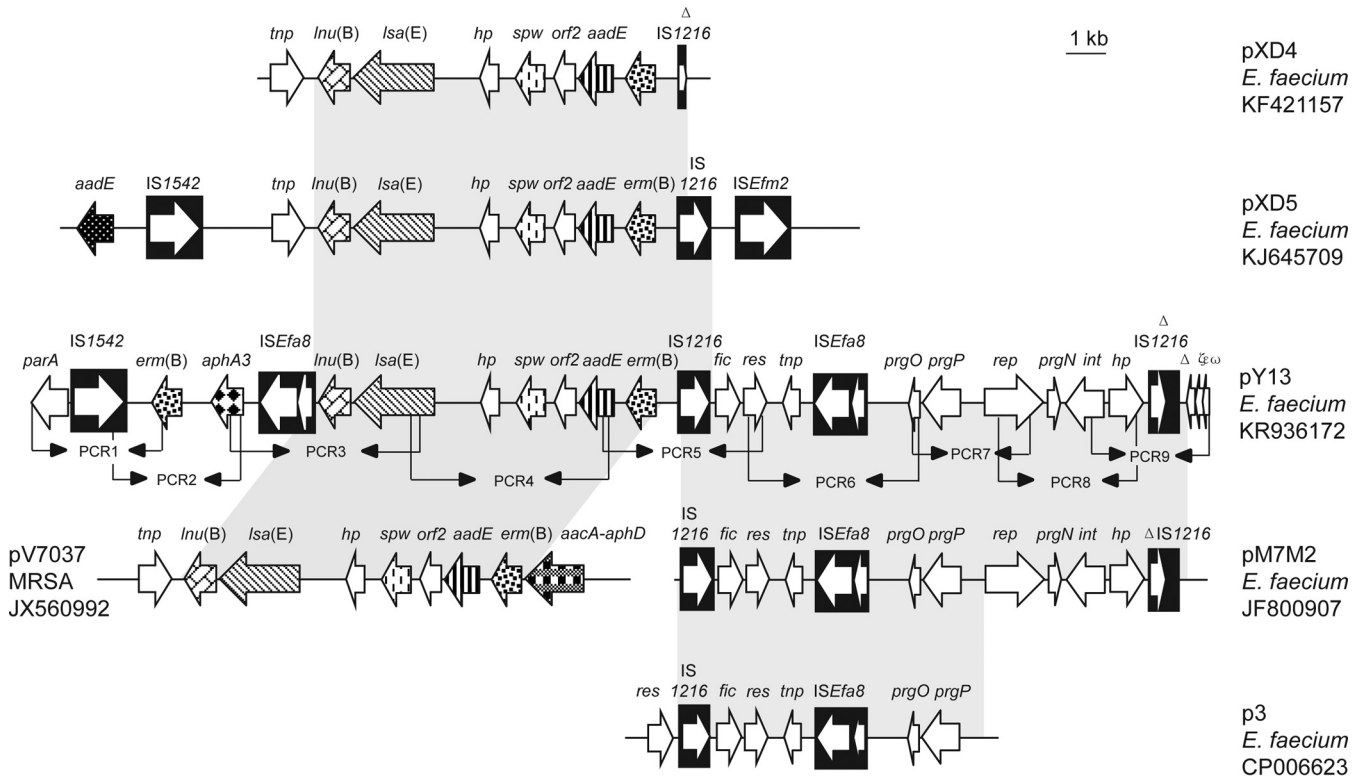 Δ
tnp lnu(B) lsa(E) hp spw orf2 aadE IS1216
1 kb
pXD4
E. faecium
KF421157
IS
aadE IS1542 tnp lnu(B) lsa(E) hp spw orf2 aadE erm(B) 1216 ISEfm2
pXD5
E. faecium
KJ645709
Δ
IS1542 ISEfa8 IS1216 ISEfa8 IS1216
parA erm(B) aphA3 lnu(B) lsa(E) hp spw orf2 aadE erm(B) fic res tnp prgO prgP rep prgN int hp Δ ζ ε ω
pY13
E. faecium
KR936172
PCR1 PCR3 PCR5 PCR7 PCR9
PCR2 PCR4 PCR6 PCR8
pV7037
MRSA
JX560992
tnp lnu(B) lsa(E) hp spw orf2 aadE erm(B) aacA-aphD
IS
1216 fic res tnp ISEfa8 prgO prgP rep prgN int hp ΔIS1216
pM7M2
E. faecium
JF800907
IS
res 1216 fic res tnp ISEfa8 prgO prgP
p3
E. faecium
CP006623